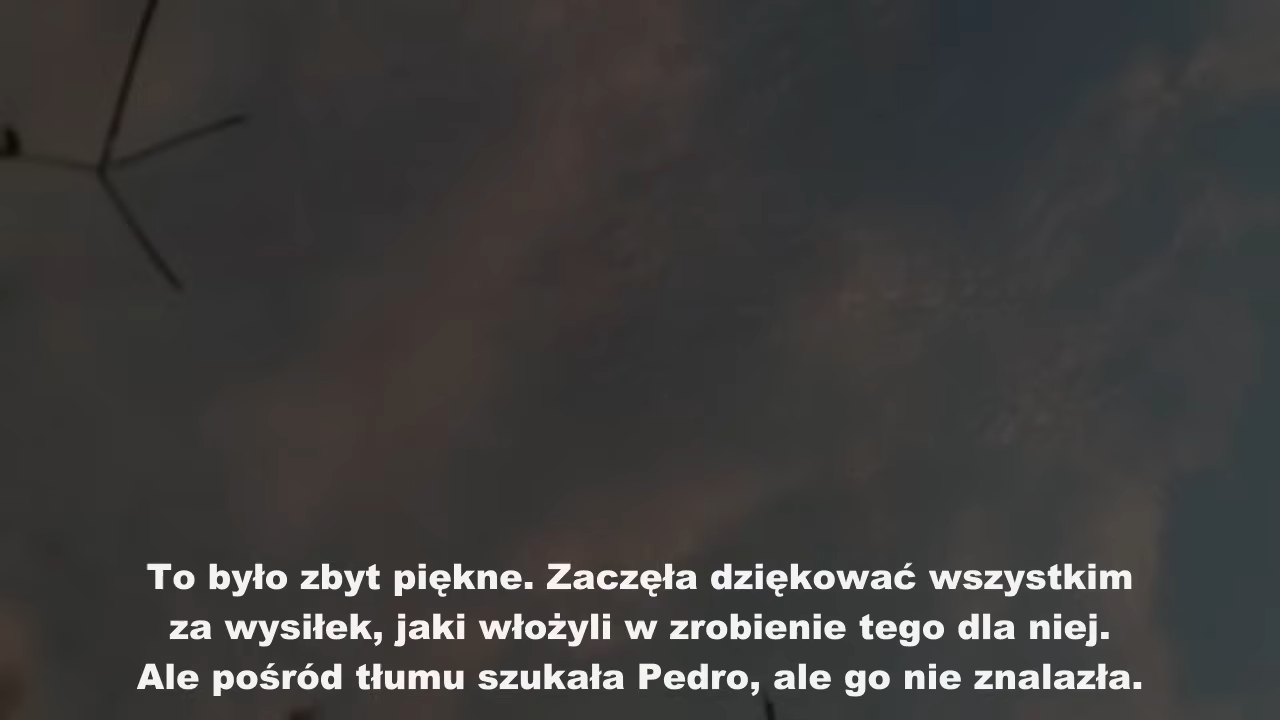 To było zbyt piękne. Zaczęła dziękować wszystkim
za wysiłek, jaki włożyli w zrobienie tego dla niej.
Ale pośród tłumu szukała Pedro, ale go nie znalazła.